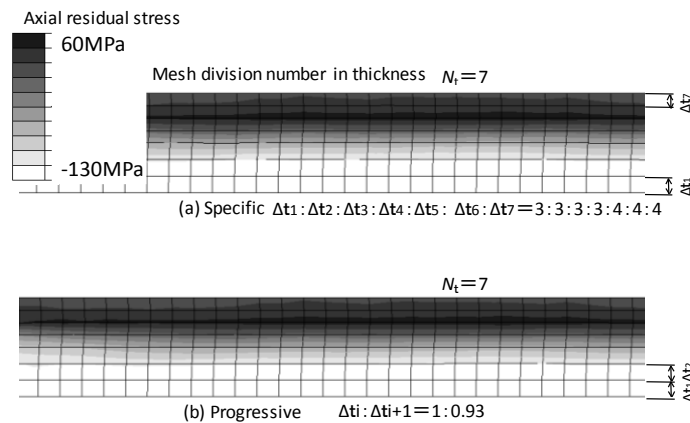 Axial residual stress
60MPa
Mesh division number in thickness Nt=7
Δt7
-130MPa
Δt1
(a) Specific Δt1:Δt2:Δt3:Δt4:Δt5: Δt6:Δt7=3:3:3:3:4:4:4
Nt=7
Δt2
Δt1
(b) Progressive Δti:Δti+1=1:0.93